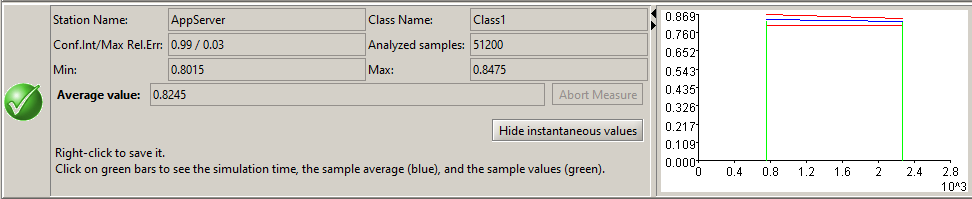 Station Name: AppServer Class Name: Class1
Conf.Int/Max Rel.Err: 0.99 / 0.03 Analyzed samples: 51200
Min: 0.8015 Max: 0.8475
Average value: 0.8245 Abort Measure
Hide instantaneous values
Right-click to save it.
Click on green bars to see the simulation time, the sample average (blue), and the sample values (green).
0.869
0.760
0.652
0.543
0.435
0.326
0.217
0.109
0.000
0 0.4 0.8 1.2 1.6 2 2.4 2.8
10^3